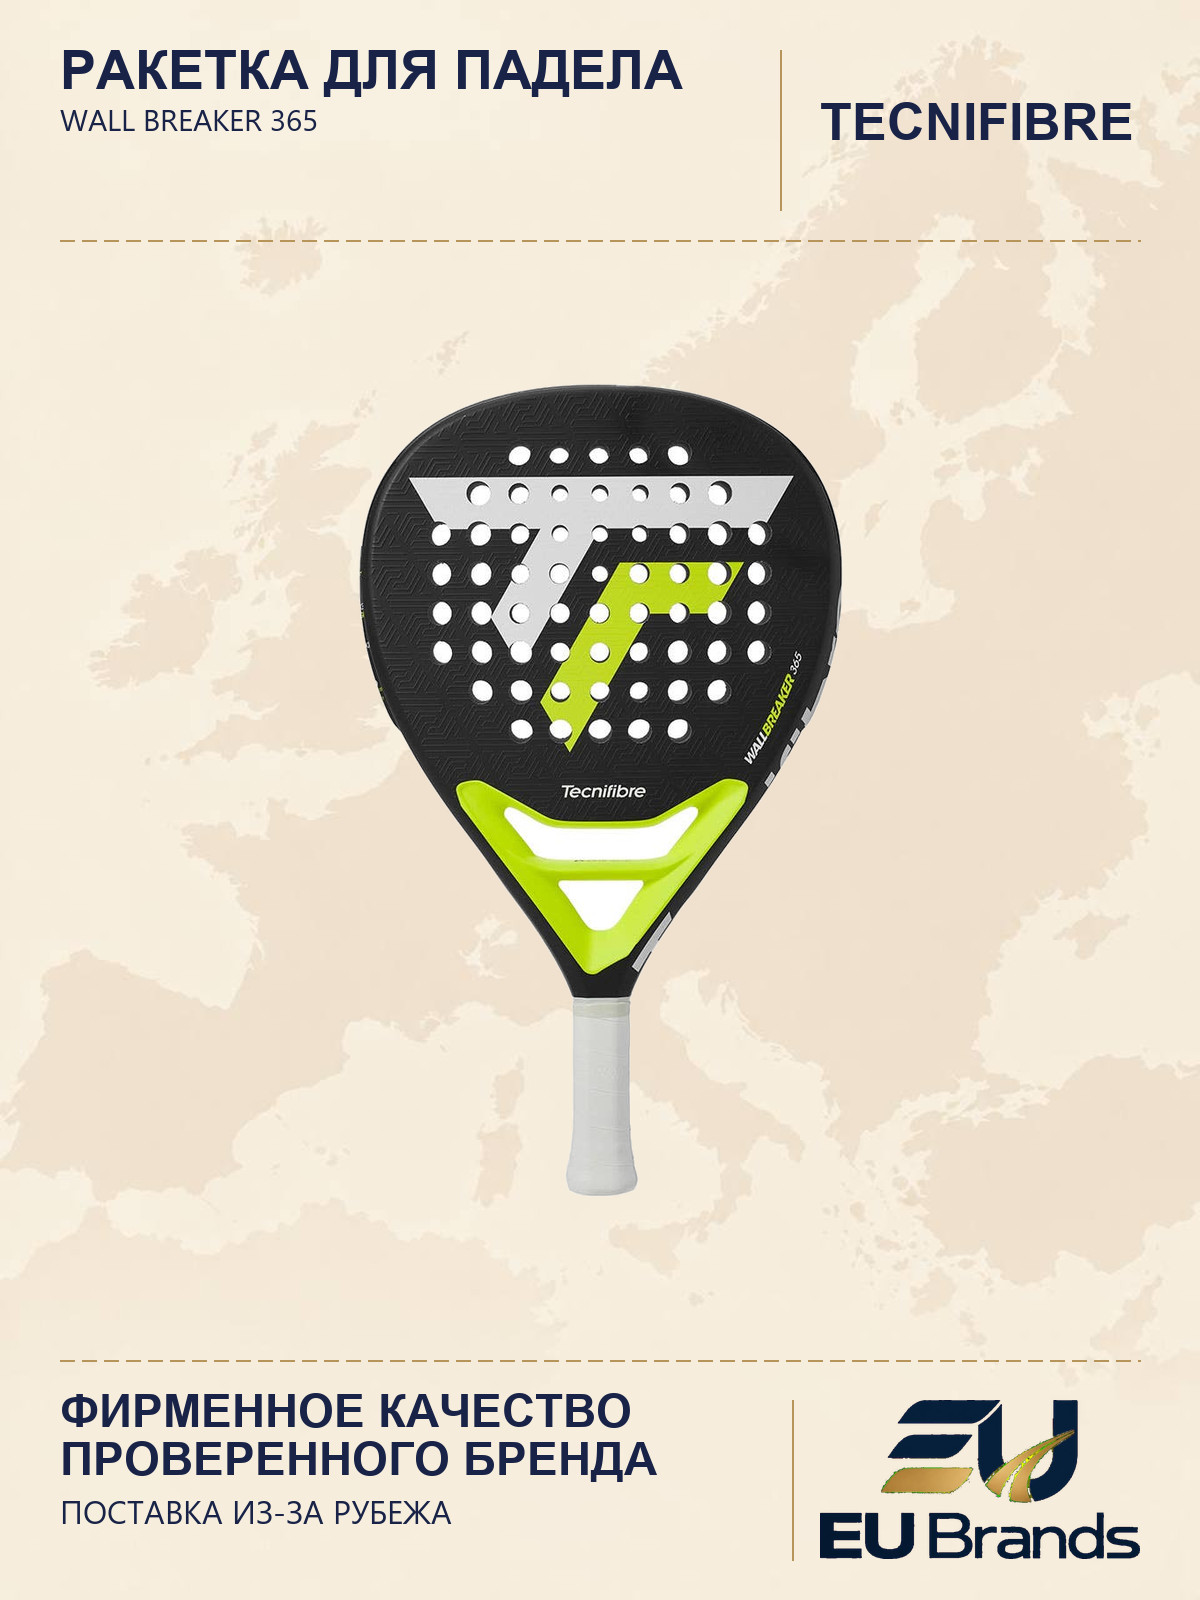 РАКЕТКА ДЛЯ ПАДЕЛА
WALL BREAKER 365
TECNIFIBRE
WALLBREAKER 365
Tecnifibre
ФИРМЕННОЕ КАЧЕСТВО
ПРОВЕРЕННОГО БРЕНДА
ПОСТАВКА ИЗ-ЗА РУБЕЖА
EU
EU Brands